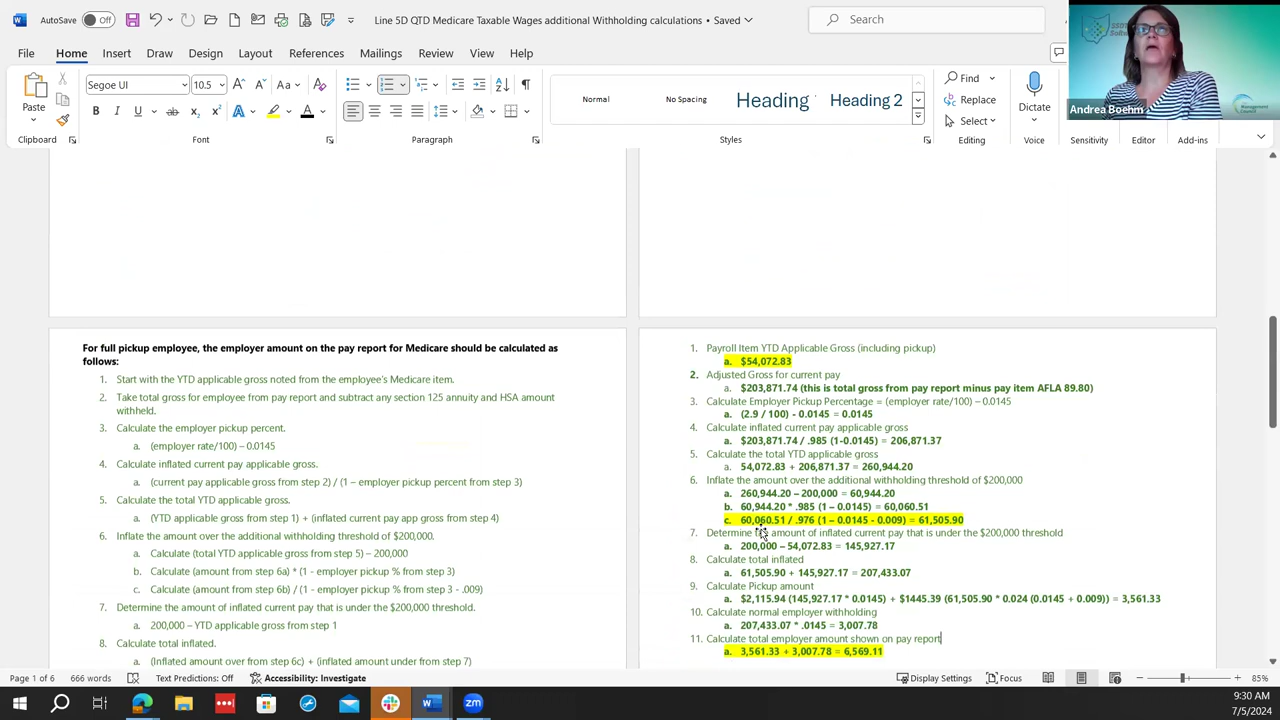 AutoSave Off
Line 5D QTD Medicare Taxable Wages additional Withholding calculations • Saved
Search
File Home Insert Draw Design Layout References Mailings Review View Help
Andrea Boehm
Paste
Segoe UI 10.5
Normal
No Spacing
Heading
Heading 2
Find
Replace
Select
Dictate
Clipboard
Font
Paragraph
Styles
Editing
Voice
Sensitivity
Editor
Add-ins
For full pickup employee, the employer amount on the pay report for Medicare should be calculated as
follows:
1. Start with the YTD applicable gross noted from the employee's Medicare item.
2. Take total gross for employee from pay report and subtract any section 125 annuity and HSA amount
withheld.
3. Calculate the employer pickup percent.
a. (employer rate/100) – 0.0145
4. Calculate inflated current pay applicable gross.
a. (current pay applicable gross from step 2) / (1 – employer pickup percent from step 3)
5. Calculate the total YTD applicable gross.
a. (YTD applicable gross from step 1) + (inflated current pay app gross from step 4)
6. Inflate the amount over the additional withholding threshold of $200,000.
a. Calculate (total gross from step 5) – 200,000
b. Calculate (amount from step 6a) * (1 - employer pickup % from step 3)
c. Calculate (amount from step 6b) / (1 - employer pickup % from step 3 - .009)
7. Determine the amount of inflated current pay that is under the $200,000 threshold.
a. 200,000 – YTD applicable gross from step 1
8. Calculate total inflated.
a. (Inflated amount over from step 6c) + (inflated amount under from step 7)
1. Payroll Item YTD Applicable Gross (including pickup)
a. $54,072.83
2. Adjusted Gross for current pay
a. $203,871.74 (this is total gross from pay report minus pay item AFLA 89.80)
3. Calculate Employer Pickup Percentage = (employer rate/100) – 0.0145
a. (2.9 / 100) - 0.0145 = 0.0145
4. Calculate inflated current pay applicable gross
a. $203,871.74 / .985 (1-0.0145) = 206,871.37
5. Calculate the total YTD applicable gross
a. 54,072.83 + 206,871.37 = 260,944.20
6. Inflate the amount over the additional withholding threshold of $200,000
a. 260,944.20 – 200,000 = 60,944.20
b. 60,944.20 * .985 (1 – 0.0145) = 60,060.51
c. 60,060.51 / .976 (1 – 0.0145 - 0.009) = 61,505.90
7. Determine the amount of inflated current pay that is under the $200,000 threshold
a. 200,000 – 54,072.83 = 145,927.17
8. Calculate total inflated
a. 61,505.90 + 145,927.17 = 207,433.07
9. Calculate Pickup amount
a. $2,115.94 (145,927.17 * 0.0145) + $1445.39 (61,505.90 * 0.024 (0.0145 + 0.009)) = 3,561.33
10. Calculate normal employer withholding
a. 207,433.07 * .0145 = 3,007.78
11. Calculate total employer amount shown on pay report
a. 3,561.33 + 3,007.78 = 6,569.11
Page 1 of 6 666 words Text Predictions: Off Accessibility: Investigate
Display Settings Focus 85%
9:30 AM
7/5/2024